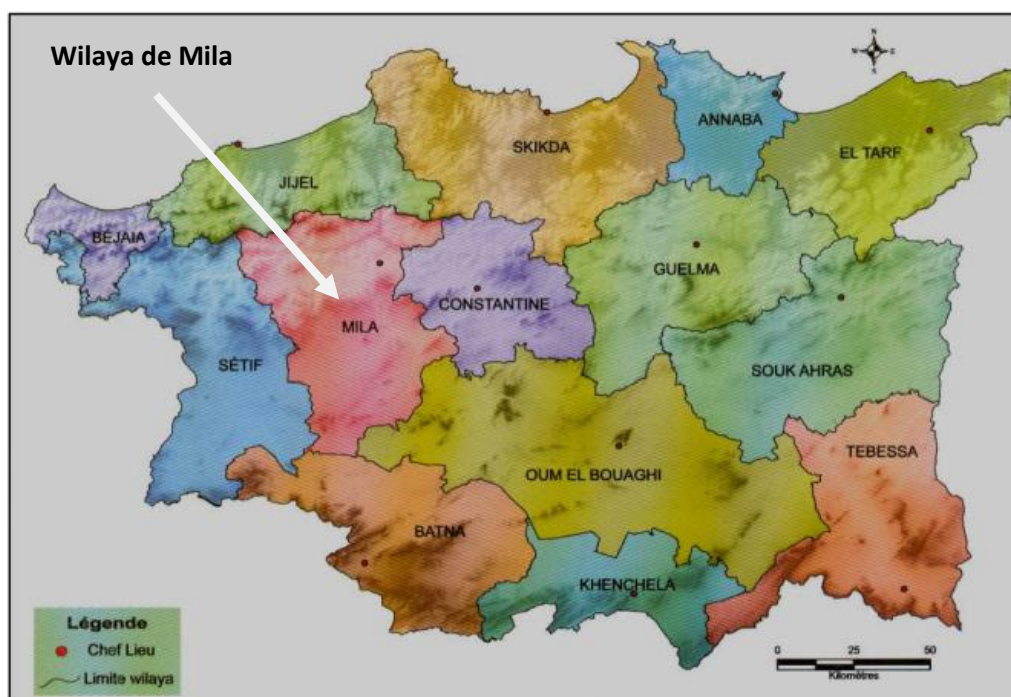 Wilaya de Mila
N
W E
S
ANNABA
SKIKDA
EL TARF
JIJEL
BÉJAIA
GUELMA
CONSTANTINE
MILA
SÉTIF
SOUK AHRAS
TEBESSA
OUM EL BOUAGHI
BATNA
KHENCHELA
Légende
Chef Lieu
Limite wilaya
0 25 50
Kilomètres